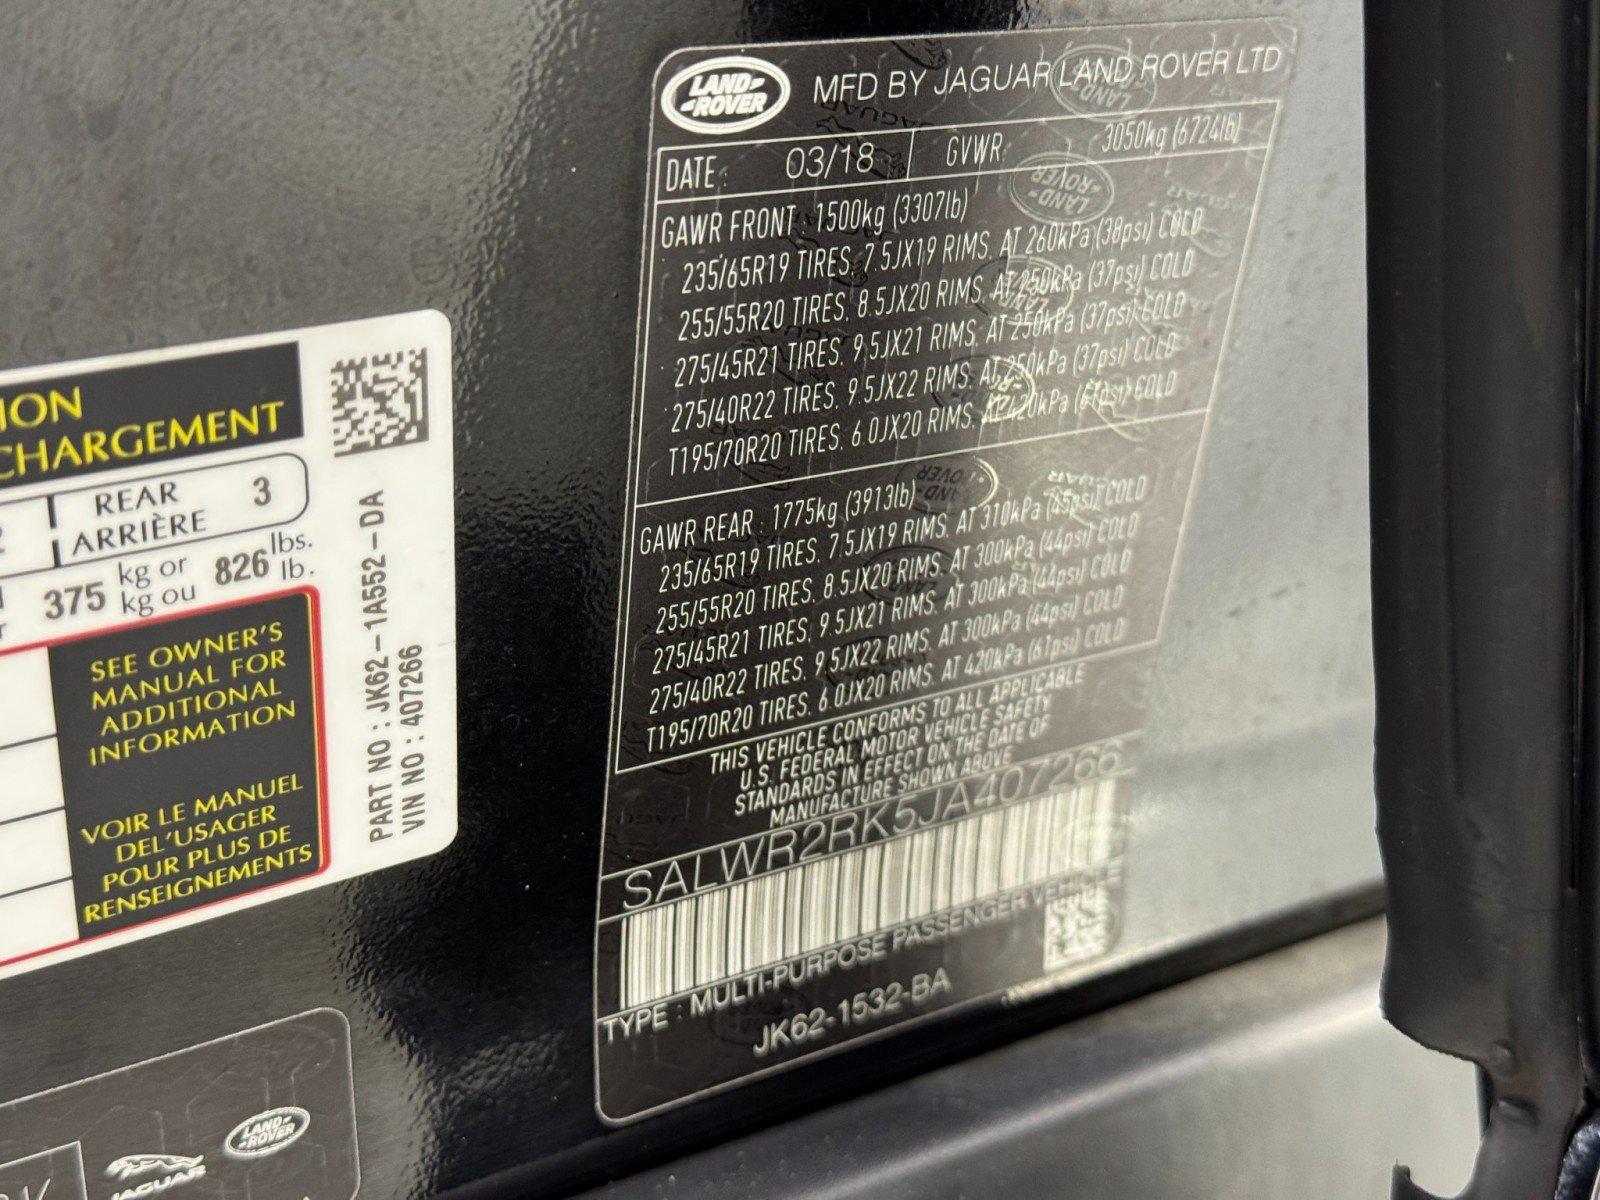 LAND ROVER
MFD BY JAGUAR LAND ROVER LTD
DATE : 03/18 GVWR: 3050kg (6724lb)
GAWR FRONT : 1500kg (3307lb)
235/65R19 TIRES. 7.5JX19 RIMS. AT 260kPa (38psi) COLD
255/55R20 TIRES. 8.5JX20 RIMS. AT 250kPa (37psi) COLD
275/45R21 TIRES. 9.5JX21 RIMS. AT 250kPa (37psi) COLD
275/40R22 TIRES. 9.5JX22 RIMS. AT 250kPa (37psi) COLD
T195/70R20 TIRES. 6.0JX20 RIMS. AT 420kPa (61psi) COLD
GAWR REAR : 1775kg (3913lb)
235/65R19 TIRES. 7.5JX19 RIMS. AT 310kPa (45psi) COLD
255/55R20 TIRES. 8.5JX20 RIMS. AT 300kPa (44psi) COLD
275/45R21 TIRES. 9.5JX21 RIMS. AT 300kPa (44psi) COLD
275/40R22 TIRES. 9.5JX22 RIMS. AT 300kPa (44psi) COLD
T195/70R20 TIRES. 6.0JX20 RIMS. AT 420kPa (61psi) COLD
THIS VEHICLE CONFORMS TO ALL APPLICABLE
U.S. FEDERAL MOTOR VEHICLE SAFETY
STANDARDS IN EFFECT ON THE DATE OF
MANUFACTURE SHOWN ABOVE
SALWR2RK5JA407266
TYPE : MULTI-PURPOSE PASSENGER VEHICLE
JK62-1532-BA
ION
CHARGEMENT
REAR
ARRIÈRE 3
375 kg or 826 lbs.
kg ou lb.
SEE OWNER'S
MANUAL FOR
ADDITIONAL
INFORMATION
VOIR LE MANUEL
DEL'USAGER
POUR PLUS DE
RENSEIGNEMENTS
PART NO : JK62-1A552-DA
VIN NO : 407266
JAGUAR
LAND ROVER